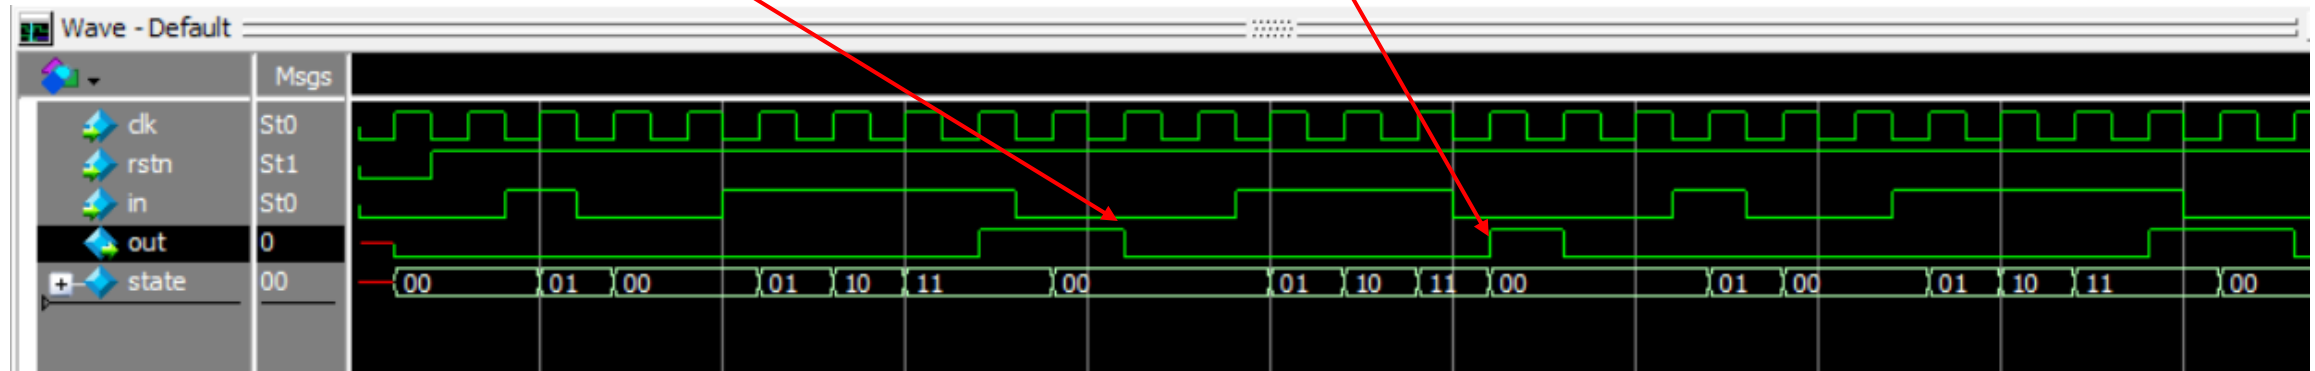 Wave - Default
Msgs
clk St0
rstn St1
in St0
out 0
state 00 00 01 00 01 10 11 00 01 10 11 00 01 00 01 10 11 00